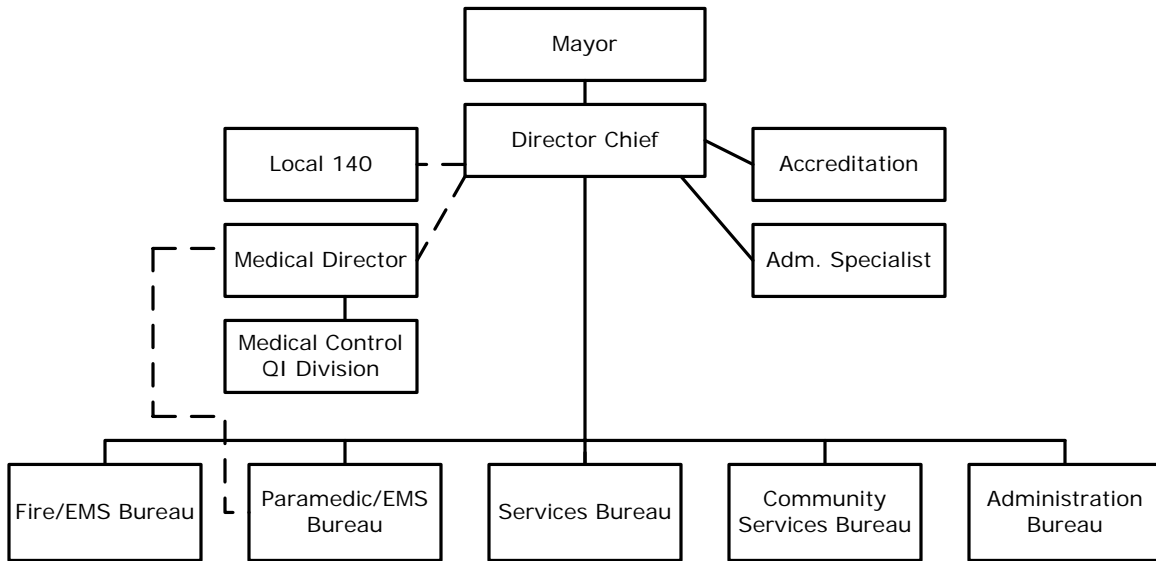 Mayor
Director Chief
Local 140
Accreditation
Medical Director
Adm. Specialist
Medical Control
QI Division
Fire/EMS Bureau
Paramedic/EMS
Bureau
Services Bureau
Community
Services Bureau
Administration
Bureau